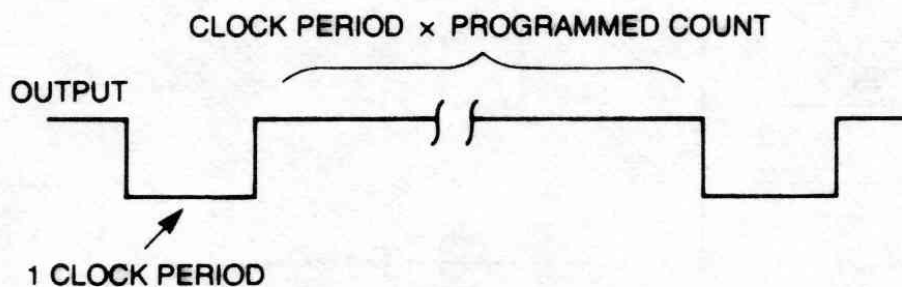 CLOCK PERIOD × PROGRAMMED COUNT
OUTPUT
1 CLOCK PERIOD